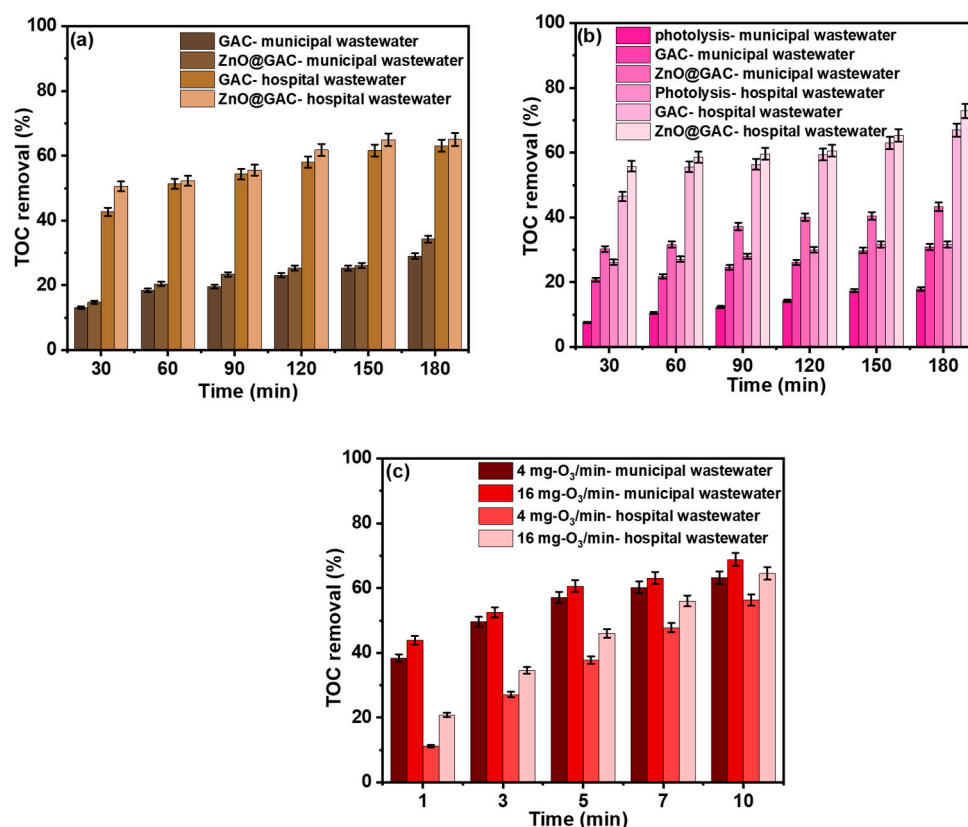 (a)
GAC- municipal wastewater
ZnO@GAC- municipal wastewater
GAC- hospital wastewater
ZnO@GAC- hospital wastewater
TOC removal (%)
100
80
60
40
20
0
30 60 90 120 150 180
Time (min)
(b)
photolysis- municipal wastewater
GAC- municipal wastewater
ZnO@GAC- municipal wastewater
Photolysis- hospital wastewater
GAC- hospital wastewater
ZnO@GAC- hospital wastewater
TOC removal (%)
100
80
60
40
20
0
30 60 90 120 150 180
Time (min)
(c)
4 mg-O₃/min- municipal wastewater
16 mg-O₃/min- municipal wastewater
4 mg-O₃/min- hospital wastewater
16 mg-O₃/min- hospital wastewater
TOC removal (%)
100
80
60
40
20
0
1 3 5 7 10
Time (min)